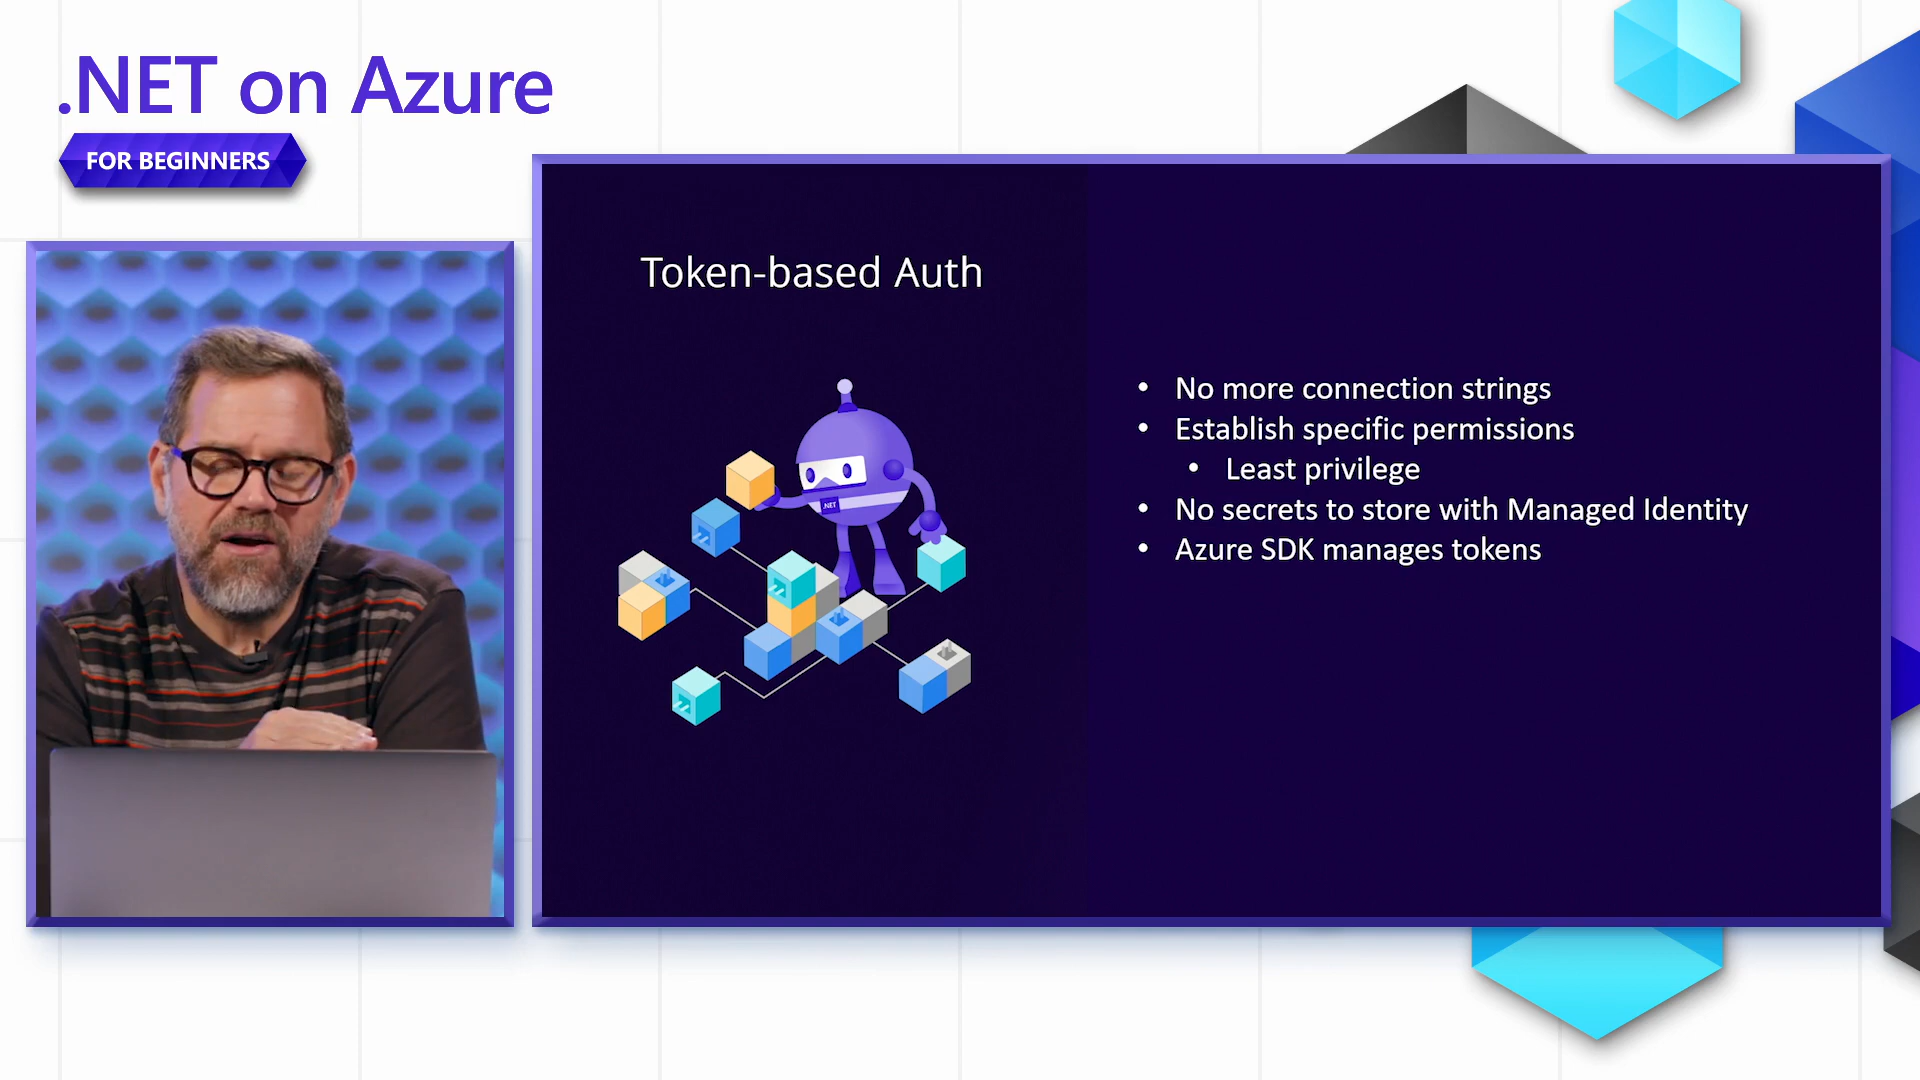 .NET on Azure
FOR BEGINNERS
Token-based Auth
.NET
• No more connection strings
• Establish specific permissions
• Least privilege
• No secrets to store with Managed Identity
• Azure SDK manages tokens